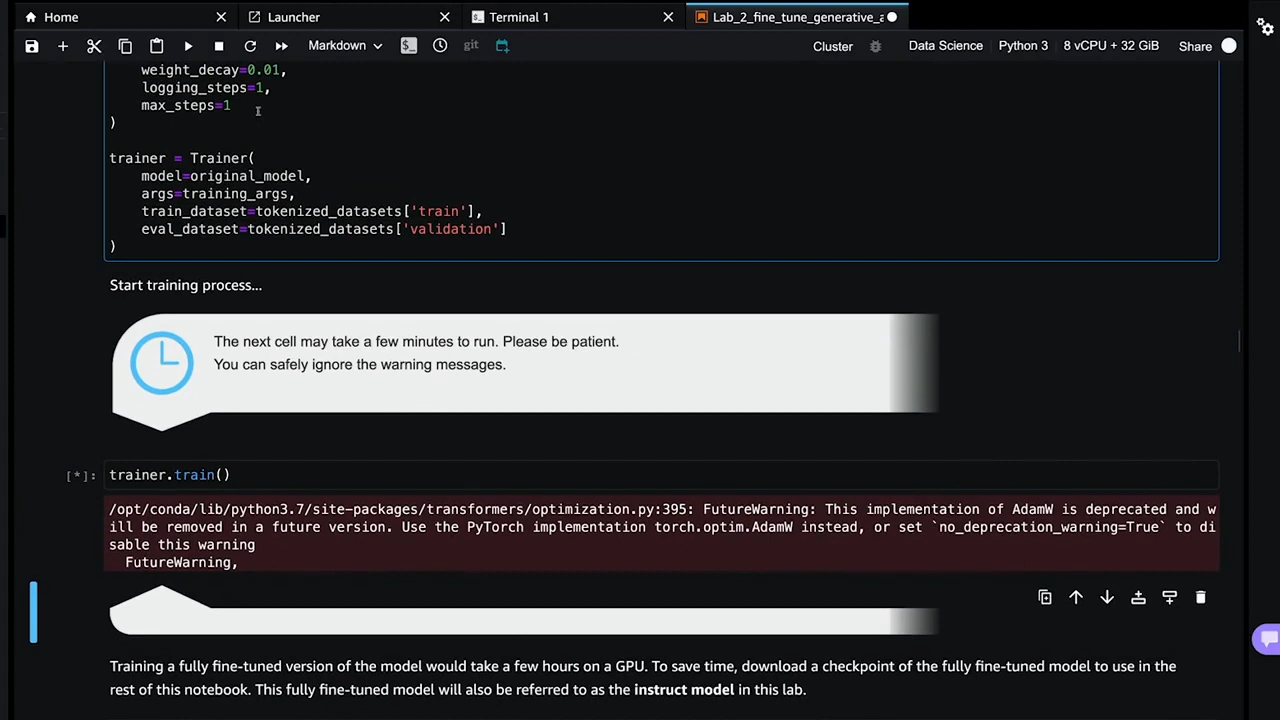 Home
Launcher
Terminal 1
Lab_2_fine_tune_generative_a
Markdown
git
Cluster
Data Science
Python 3
8 vCPU + 32 GiB
Share
weight_decay=0.01,
logging_steps=1,
max_steps=1
)
trainer = Trainer(
model=original_model,
args=training_args,
train_dataset=tokenized_datasets['train'],
eval_dataset=tokenized_datasets['validation']
)
Start training process...
The next cell may take a few minutes to run. Please be patient.
You can safely ignore the warning messages.
[*]:
trainer.train()
/opt/conda/lib/python3.7/site-packages/transformers/optimization.py:395: FutureWarning: This implementation of AdamW is deprecated and w
ill be removed in a future version. Use the PyTorch implementation torch.optim.AdamW instead, or set `no_deprecation_warning=True` to di
sable this warning
FutureWarning,
Training a fully fine-tuned version of the model would take a few hours on a GPU. To save time, download a checkpoint of the fully fine-tuned model to use in the
rest of this notebook. This fully fine-tuned model will also be referred to as the instruct model in this lab.